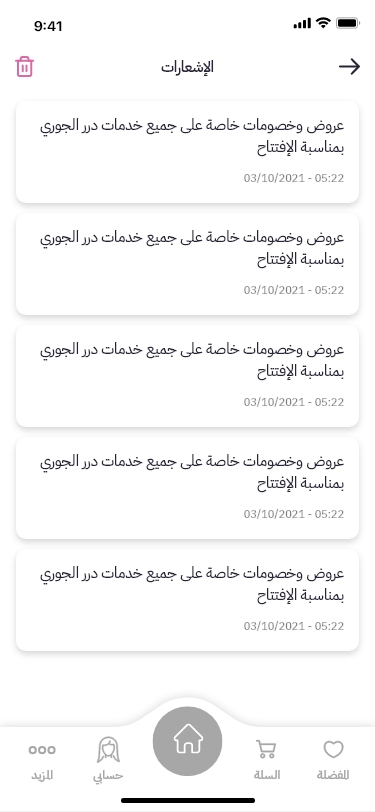 9:41
الإشعارات
عروض وخصومات خاصة على جميع خدمات درر الجوري
بمناسبة الإفتتاح
03/10/2021 - 05:22
عروض وخصومات خاصة على جميع خدمات درر الجوري
بمناسبة الإفتتاح
03/10/2021 - 05:22
عروض وخصومات خاصة على جميع خدمات درر الجوري
بمناسبة الإفتتاح
03/10/2021 - 05:22
عروض وخصومات خاصة على جميع خدمات درر الجوري
بمناسبة الإفتتاح
03/10/2021 - 05:22
عروض وخصومات خاصة على جميع خدمات درر الجوري
بمناسبة الإفتتاح
03/10/2021 - 05:22
المفضلة
السلة
حسابي
المزيد